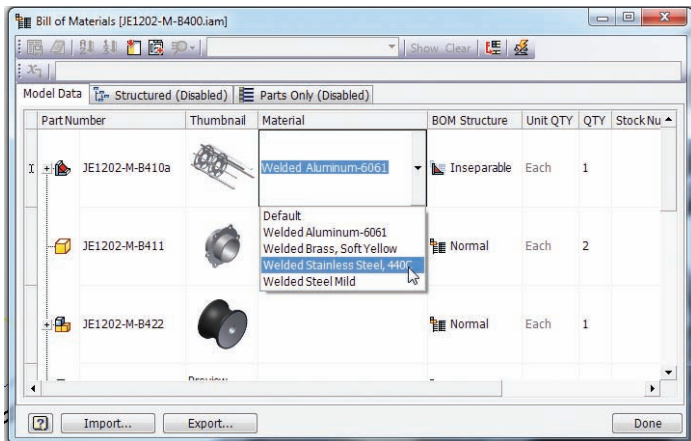 Bill of Materials [JE1202-M-B400.iam]
Show Clear
Model Data Structured (Disabled) Parts Only (Disabled)
Part Number Thumbnail Material BOM Structure Unit QTY QTY Stock Nu
JE1202-M-B410a Welded Aluminum-6061 Inseparable Each 1
Default
Welded Aluminum-6061
JE1202-M-B411 Welded Brass, Soft Yellow Normal Each 2
Welded Stainless Steel, 440C
Welded Steel Mild
JE1202-M-B422 Normal Each 1
Import... Export... Done